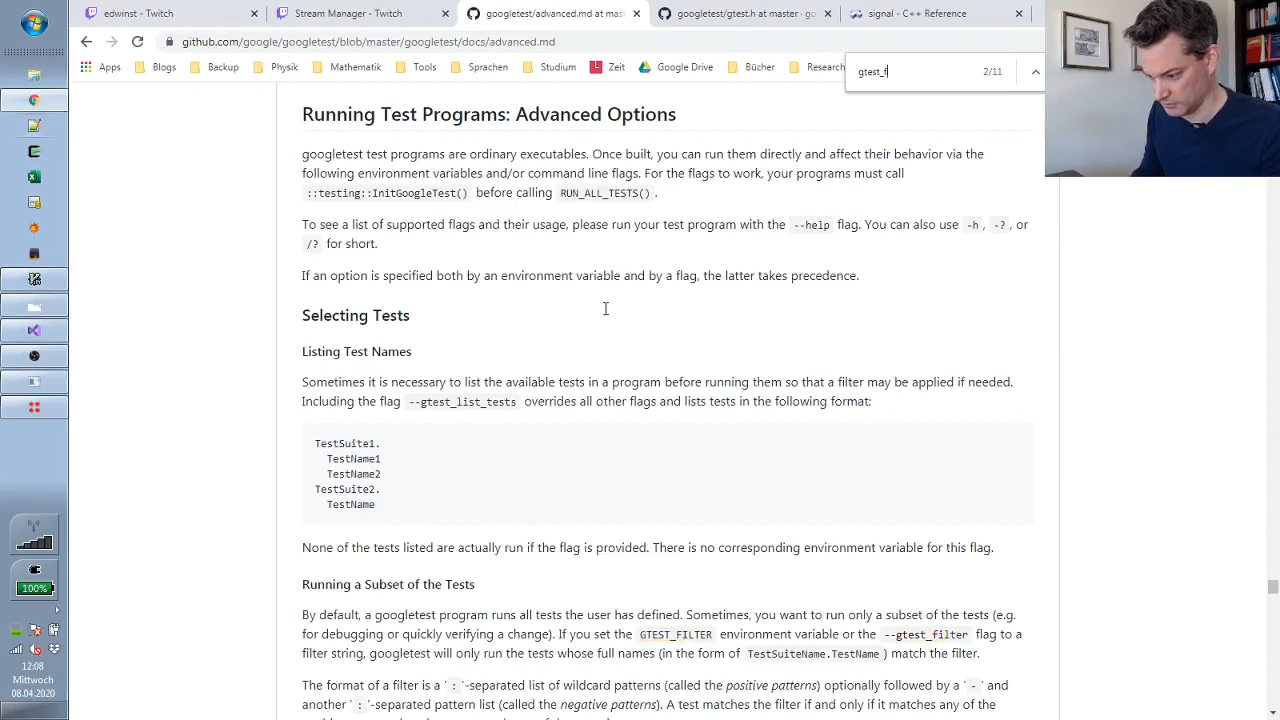 edwinst - Twitch
Stream Manager - Twitch
googletest/advanced.md at mas
googletest/gtest.h at master · go
signal - C++ Reference
github.com/google/googletest/blob/master/googletest/docs/advanced.md
Apps
Blogs
Backup
Physik
Mathematic
Tools
Sprachen
Studium
Zeit
Google Drive
Bücher
Research
gtest_f
2/11
Running Test Programs: Advanced Options
googletest test programs are ordinary executables. Once built, you can run them directly and affect their behavior via the
following environment variables and/or command line flags. For the flags to work, your programs must call
::testing::InitGoogleTest() before calling RUN_ALL_TESTS() .
To see a list of supported flags and their usage, please run your test program with the --help flag. You can also use -h , -? , or
/? for short.
If an option is specified both by an environment variable and by a flag, the latter takes precedence.
Selecting Tests
Listing Test Names
Sometimes it is necessary to list the available tests in a program before running them so that a filter may be applied if needed.
Including the flag --gtest_list_tests overrides all other flags and lists tests in the following format:
TestSuite1.
TestName1
TestName2
TestSuite2.
TestName
None of the tests listed are actually run if the flag is provided. There is no corresponding environment variable for this flag.
Running a Subset of the Tests
By default, a googletest program runs all tests the user has defined. Sometimes, you want to run only a subset of the tests (e.g.
for debugging or quickly verifying a change). If you set the GTEST_FILTER environment variable or the --gtest_filter flag to a
filter string, googletest will only run the tests whose full names (in the form of TestSuiteName.TestName ) match the filter.
The format of a filter is a ' : '-separated list of wildcard patterns (called the positive patterns) optionally followed by a ' - ' and
another ' : '-separated pattern list (called the negative patterns). A test matches the filter if and only if it matches any of the
100%
12:08
Mittwoch
08.04.2020